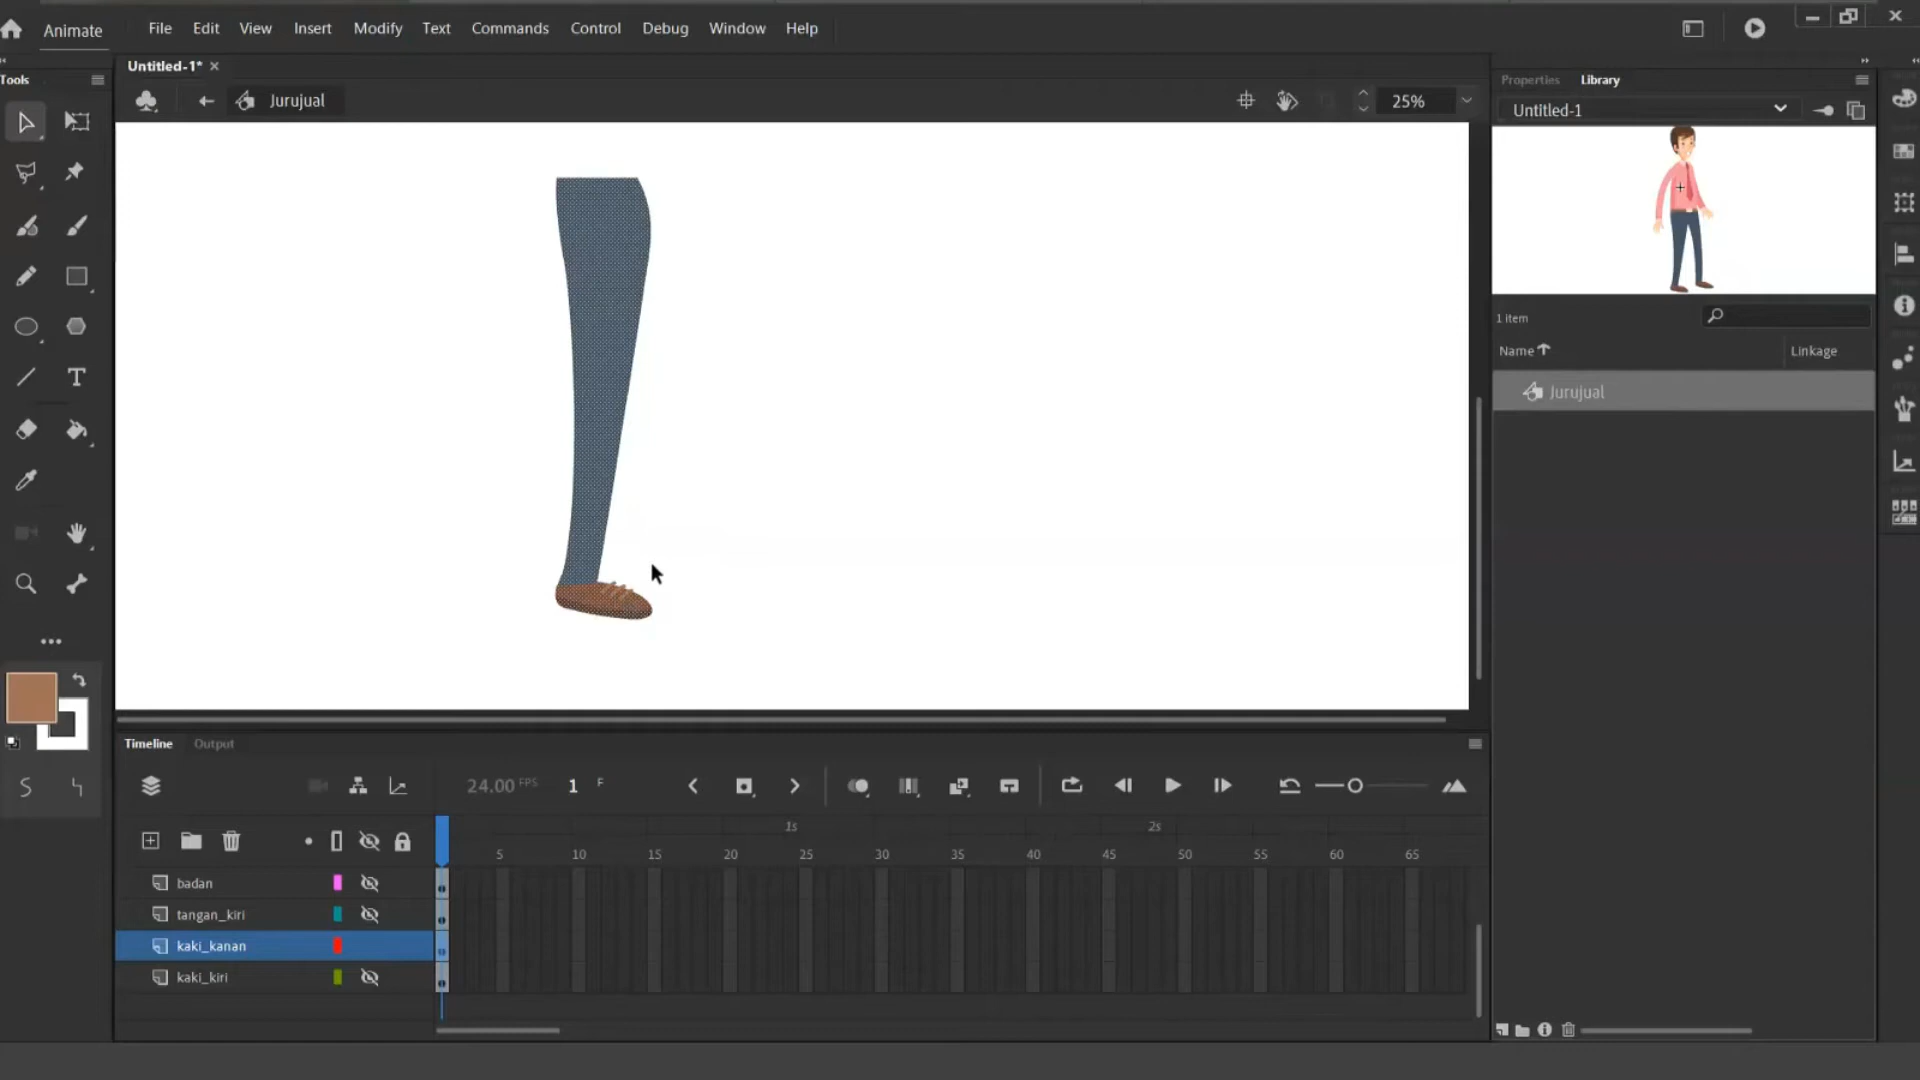 Animate File Edit View Insert Modify Text Commands Control Debug Window Help
Untitled-1*
Tools
Jurujual
25%
Properties Library
Untitled-1
1 item
Name Linkage
Jurujual
Timeline Output
24.00 FPS 1 F
1s 2s
5 10 15 20 25 30 35 40 45 50 55 60 65
badan
tangan_kiri
kaki_kanan
kaki_kiri